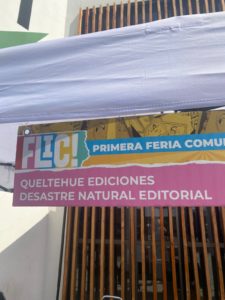 FLIC!
PRIMERA FERIA COMU
QUELTEHUE EDICIONES
DESASTRE NATURAL EDITORIAL